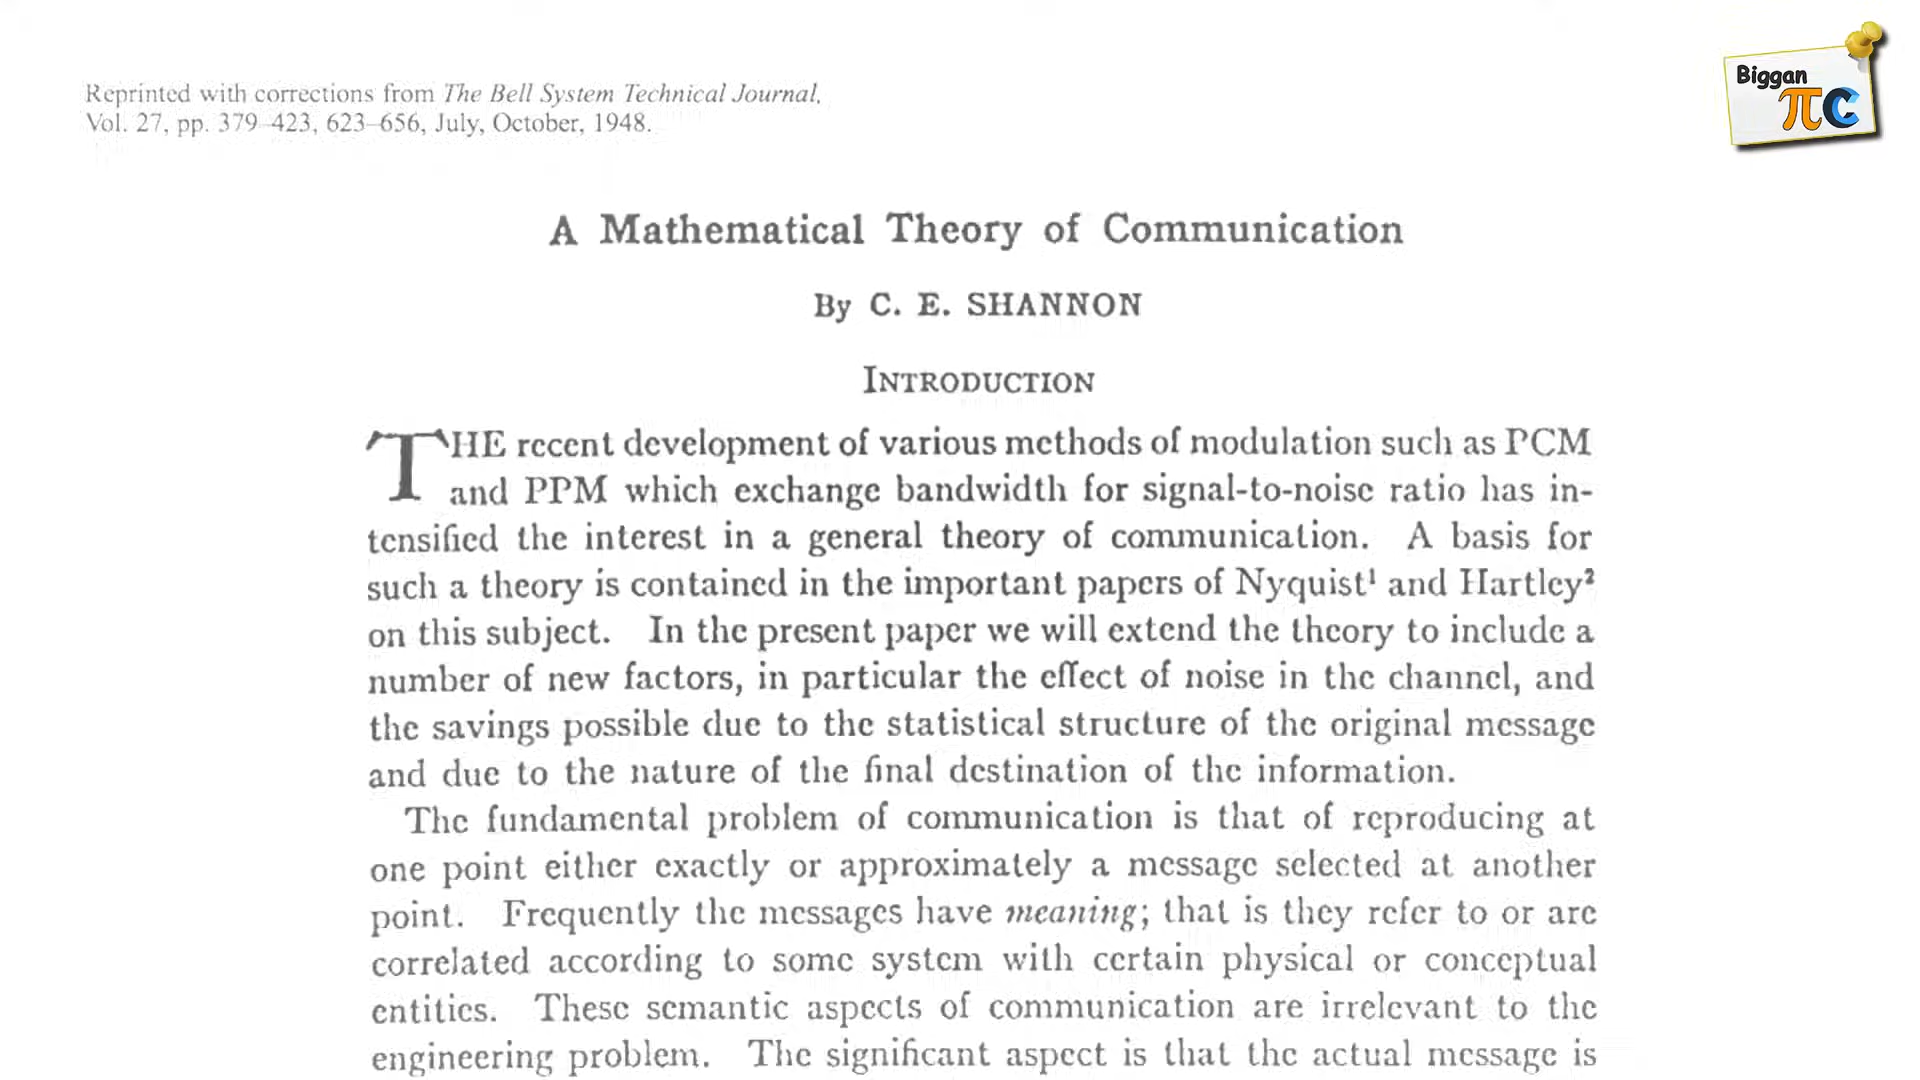 Reprinted with corrections from The Bell System Technical Journal,
Vol. 27, pp. 379–423, 623–656, July, October, 1948.
Biggan
πC
A Mathematical Theory of Communication
By C. E. SHANNON
INTRODUCTION
THE recent development of various methods of modulation such as PCM
and PPM which exchange bandwidth for signal-to-noise ratio has in-
tensified the interest in a general theory of communication. A basis for
such a theory is contained in the important papers of Nyquist¹ and Hartley²
on this subject. In the present paper we will extend the theory to include a
number of new factors, in particular the effect of noise in the channel, and
the savings possible due to the statistical structure of the original message
and due to the nature of the final destination of the information.
The fundamental problem of communication is that of reproducing at
one point either exactly or approximately a message selected at another
point. Frequently the messages have meaning; that is they refer to or are
correlated according to some system with certain physical or conceptual
entities. These semantic aspects of communication are irrelevant to the
engineering problem. The significant aspect is that the actual message is